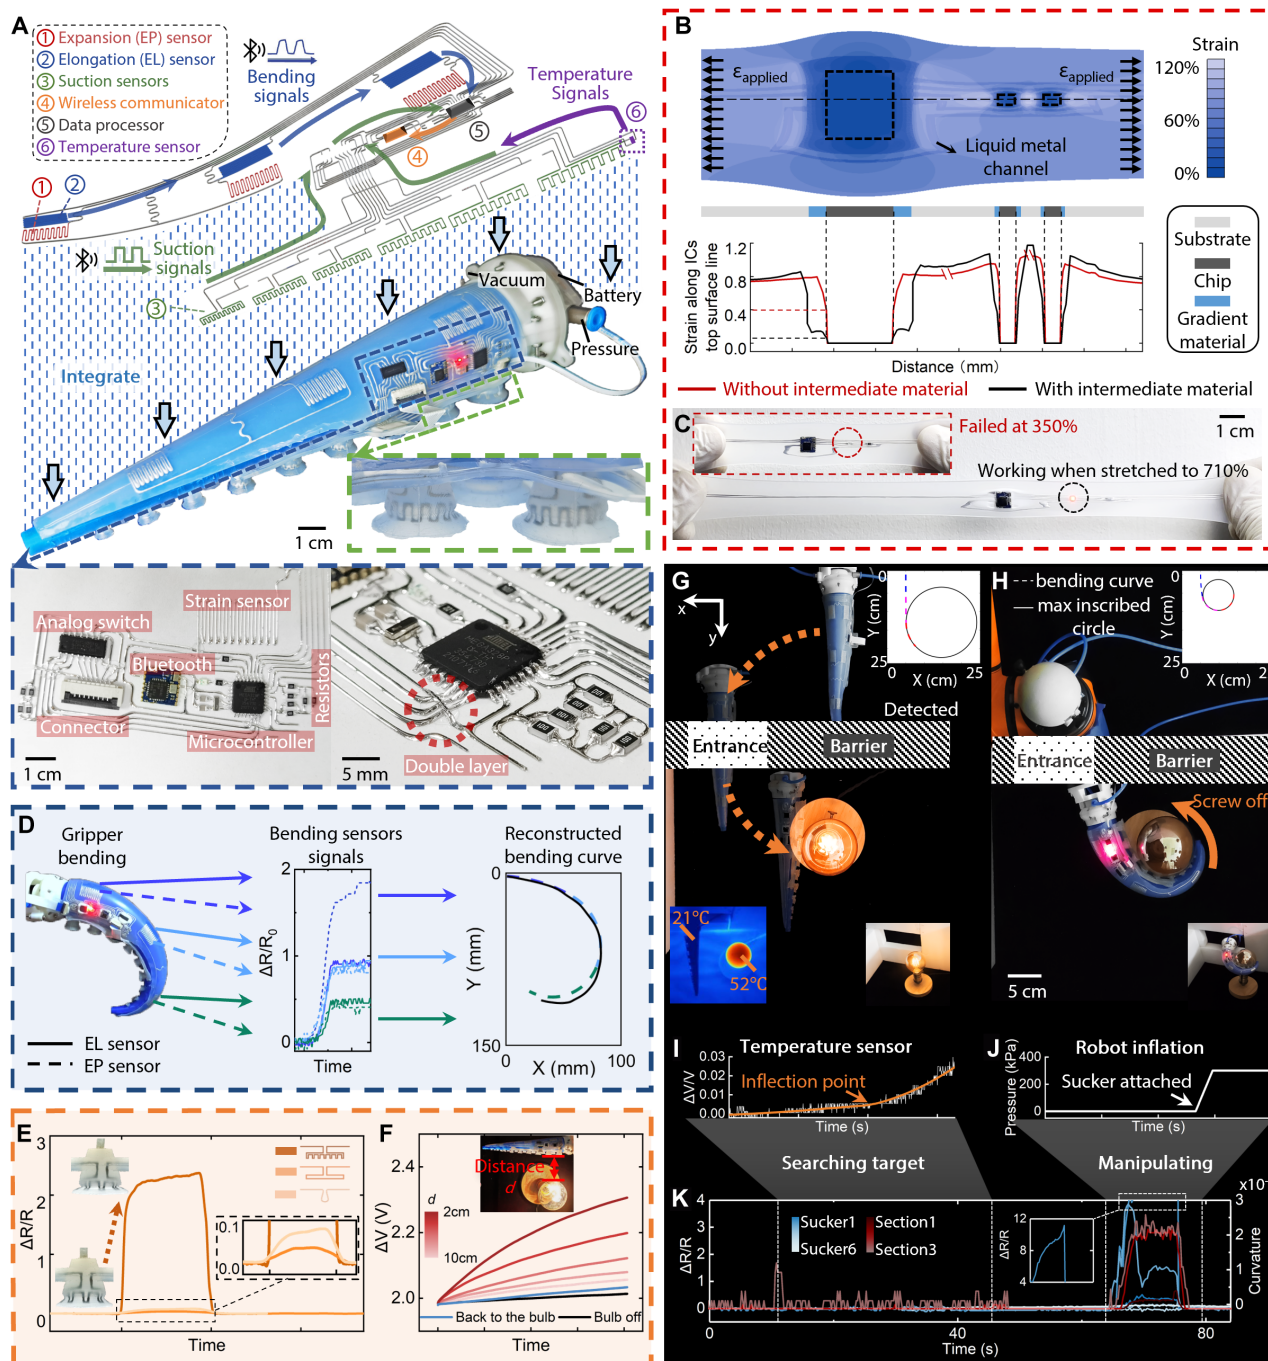 A
1 Expansion (EP) sensor
2 Elongation (EL) sensor
3 Suction sensors
4 Wireless communicator
5 Data processor
6 Temperature sensor
Bending
signals
Temperature
Signals
6
5
4
1
2
Suction
signals
3
Vacuum
Battery
Pressure
Integrate
1 cm
Strain sensor
Analog switch
Bluetooth
Resistors
Connector
Microcontroller
1 cm
5 mm
Double layer
B
εapplied
εapplied
Liquid metal
channel
Strain
120%
60%
0%
Substrate
Chip
Gradient
material
Strain along ICs
top surface line
1.2
0.8
0.4
0.0
Distance (mm)
Without intermediate material
With intermediate material
C
Failed at 350%
1 cm
Working when stretched to 710%
D
Gripper
bending
Bending sensors
signals
Reconstructed
bending curve
2
1
0
ΔR/R0
Time
0
150
Y (mm)
0
100
X (mm)
EL sensor
EP sensor
E
3
2
1
0
ΔR/R
0.1
0.0
Time
F
2.4
2.2
2.0
ΔV (V)
d
2cm
10cm
Distance
d
Back to the bulb
Bulb off
Time
G
x
y
0
25
Y (cm)
X (cm)
25
Detected
Entrance
Barrier
21°C
52°C
H
bending curve
max inscribed
circle
0
25
Y (cm)
X (cm)
2
Entrance
Barrier
Screw off
5 cm
I
Temperature sensor
0.03
0.02
0.01
0.00
ΔV/V
Inflection point
Time (s)
J
Robot inflation
400
200
0
Pressure (kPa)
Sucker attached
Time (s)
Searching target
Manipulating
K
4
3
2
1
0
ΔR/R
Sucker1
Sucker6
Section1
Section3
12
8
4
ΔR/R
3
2
1
0
Curvature
0
40
80
Time (s)